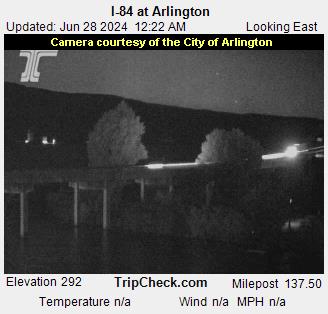 I-84 at Arlington
Updated: Jun 28 2024 12:22 AM Looking East
Camera courtesy of the City of Arlington
Elevation 292 TripCheck.com Milepost 137.50
Temperature n/a Wind n/a MPH n/a